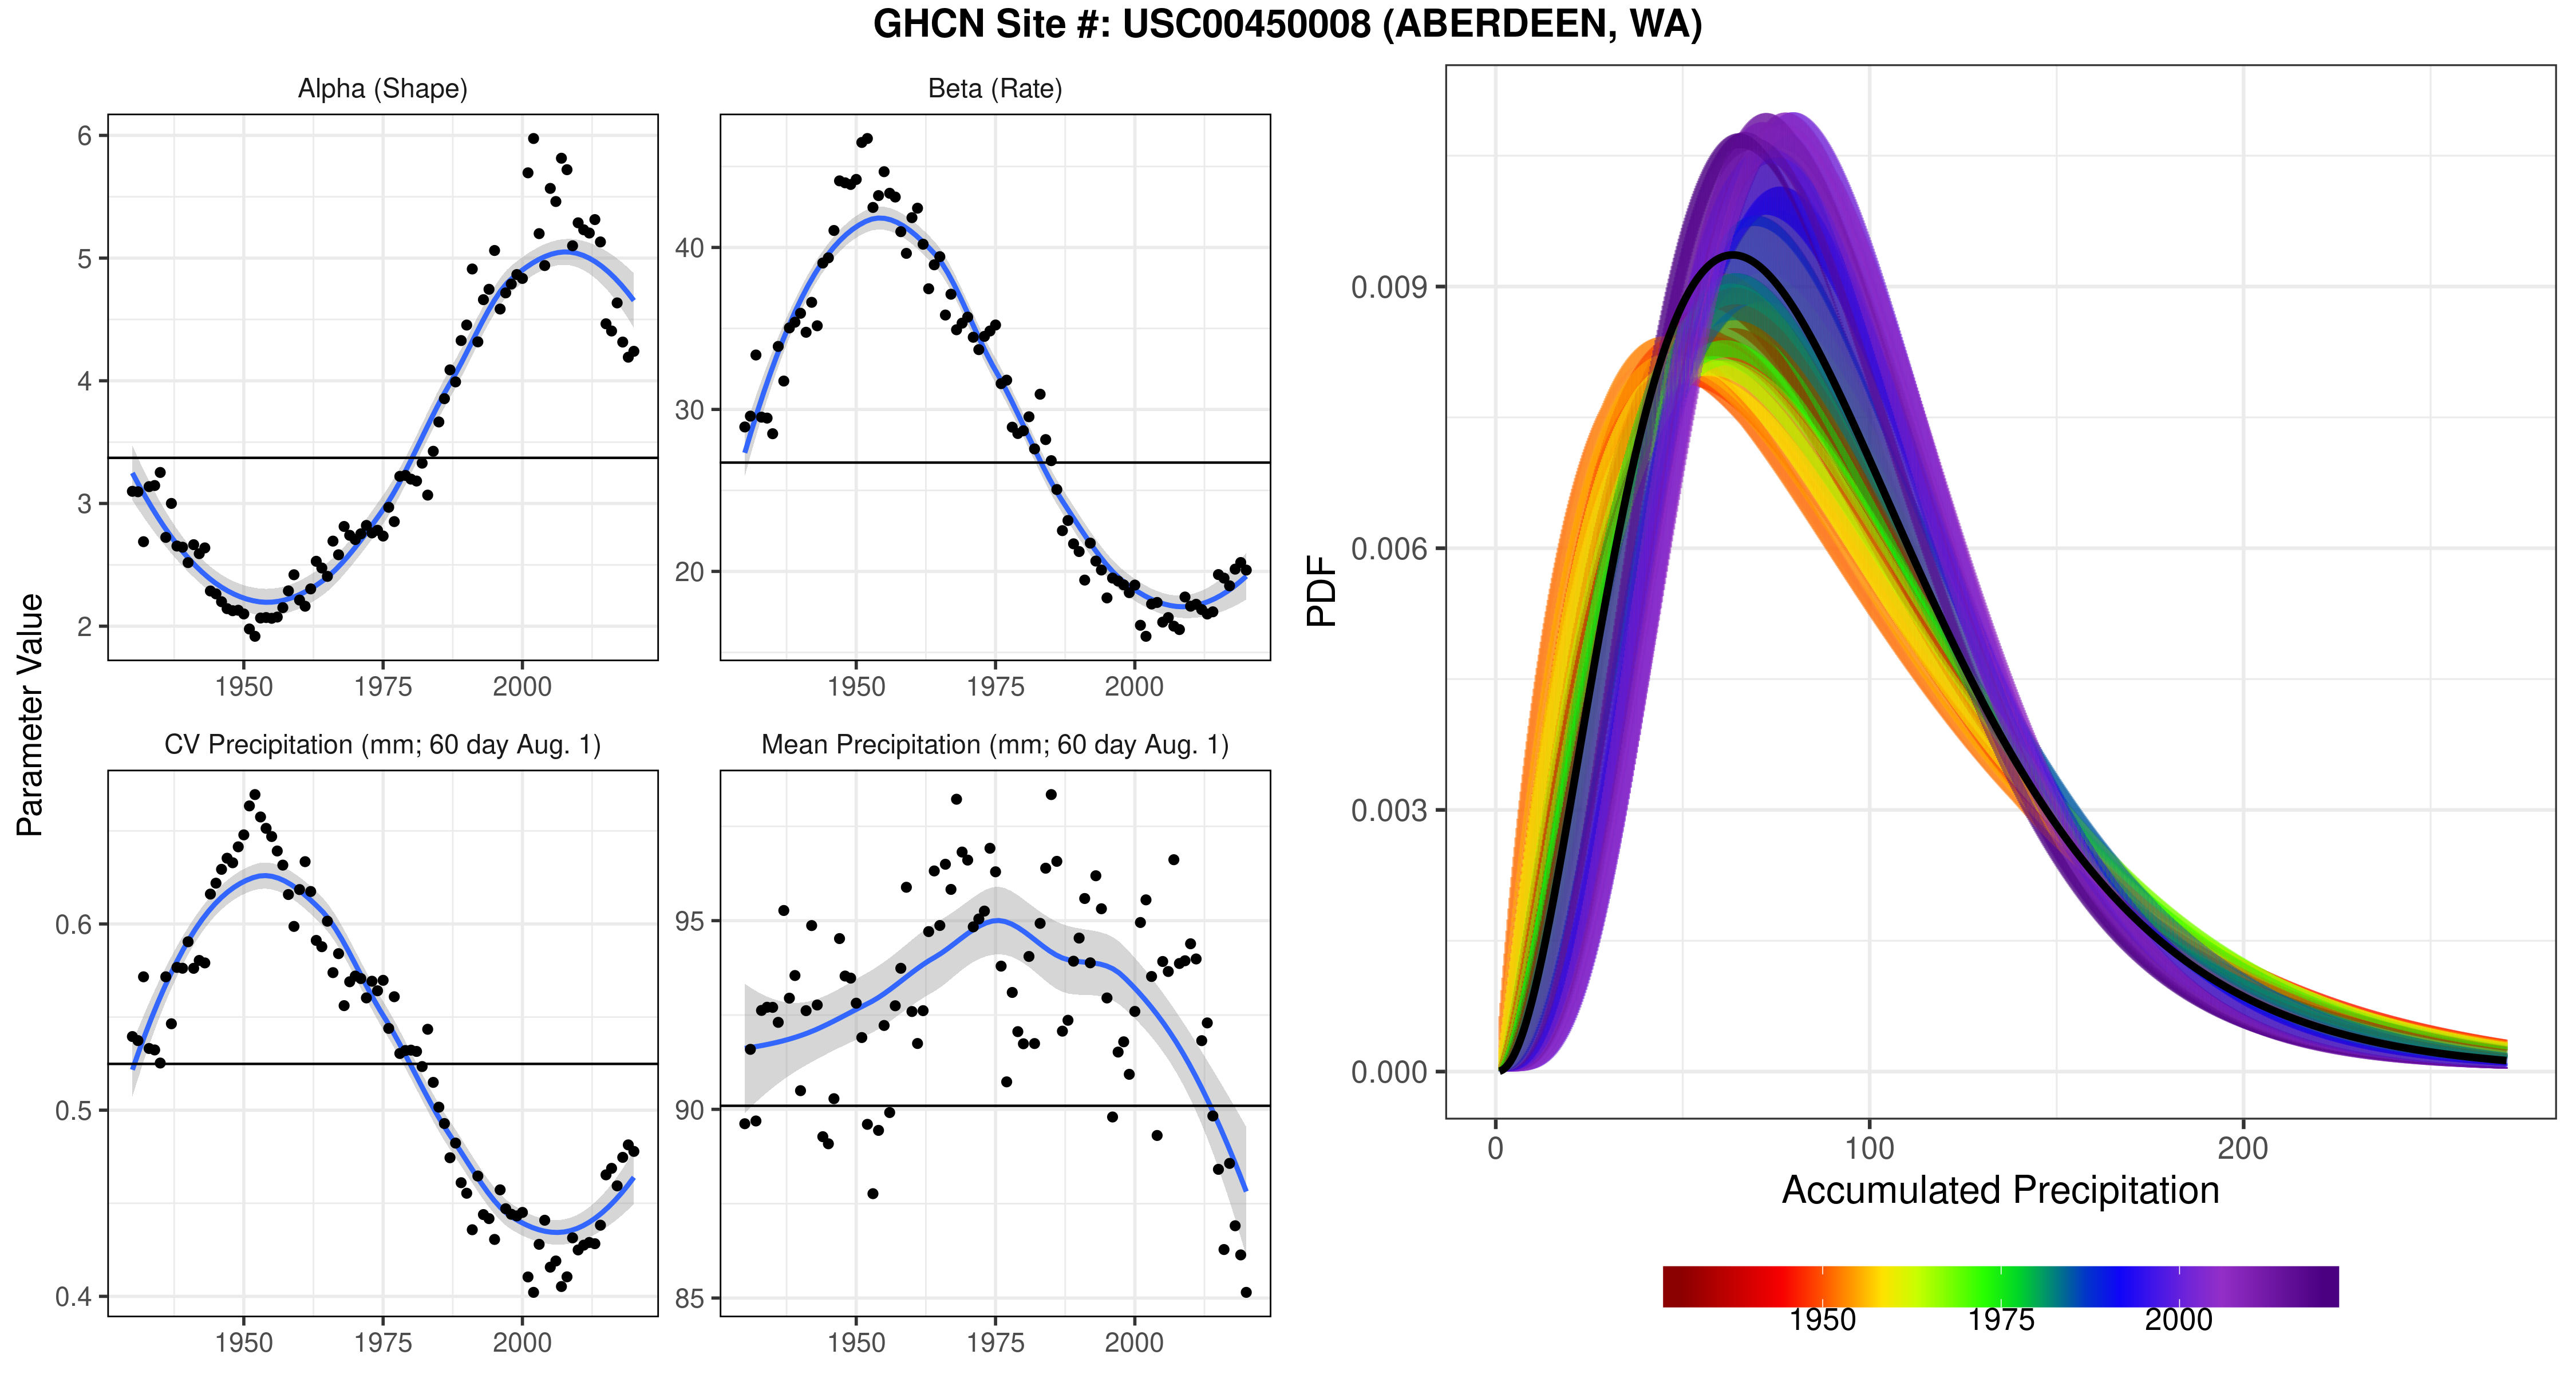 GHCN Site #: USC00450008 (ABERDEEN, WA)
Parameter Value
Alpha (Shape)
6
5
4
3
2
1950 1975 2000
Beta (Rate)
40
30
20
1950 1975 2000
CV Precipitation (mm; 60 day Aug. 1)
0.6
0.5
0.4
1950 1975 2000
Mean Precipitation (mm; 60 day Aug. 1)
95
90
85
1950 1975 2000
PDF
0.009
0.006
0.003
0.000
0 100 200
Accumulated Precipitation
1950 1975 2000